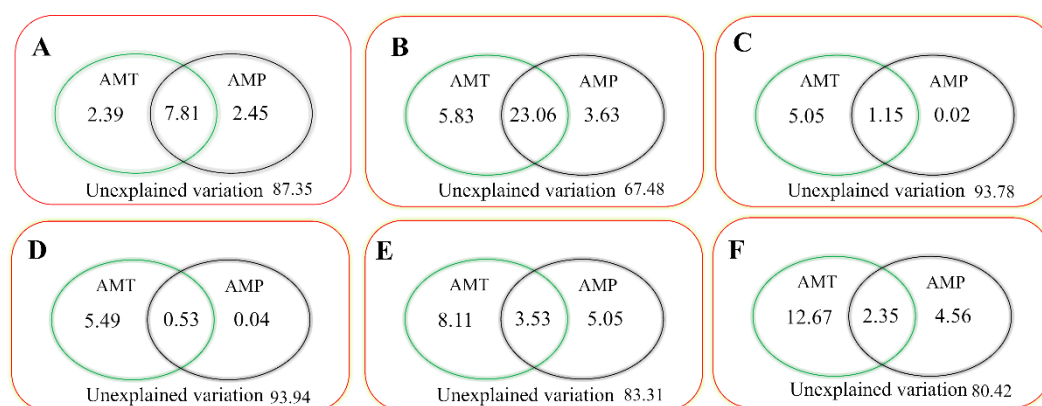 A
AMT AMP
2.39 7.81 2.45
Unexplained variation 87.35
B
AMT AMP
5.83 23.06 3.63
Unexplained variation 67.48
C
AMT AMP
5.05 1.15 0.02
Unexplained variation 93.78
D
AMT AMP
5.49 0.53 0.04
Unexplained variation 93.94
E
AMT AMP
8.11 3.53 5.05
Unexplained variation 83.31
F
AMT AMP
12.67 2.35 4.56
Unexplained variation 80.42